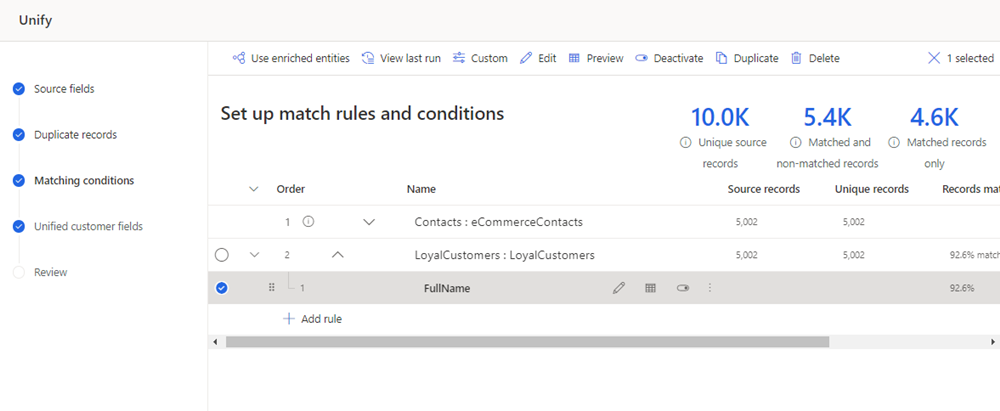 Unify
Source fields
Duplicate records
Matching conditions
Unified customer fields
Review
Use enriched entities View last run Custom Edit Preview Deactivate Duplicate Delete 1 selected
Set up match rules and conditions
10.0K 5.4K 4.6K
Unique source Matched and Matched records
records non-matched records only
Order Name Source records Unique records Records mat
1 Contacts : eCommerceContacts 5,002 5,002
2 LoyalCustomers : LoyalCustomers 5,002 5,002 92.6% match
1 FullName 92.6%
Add rule